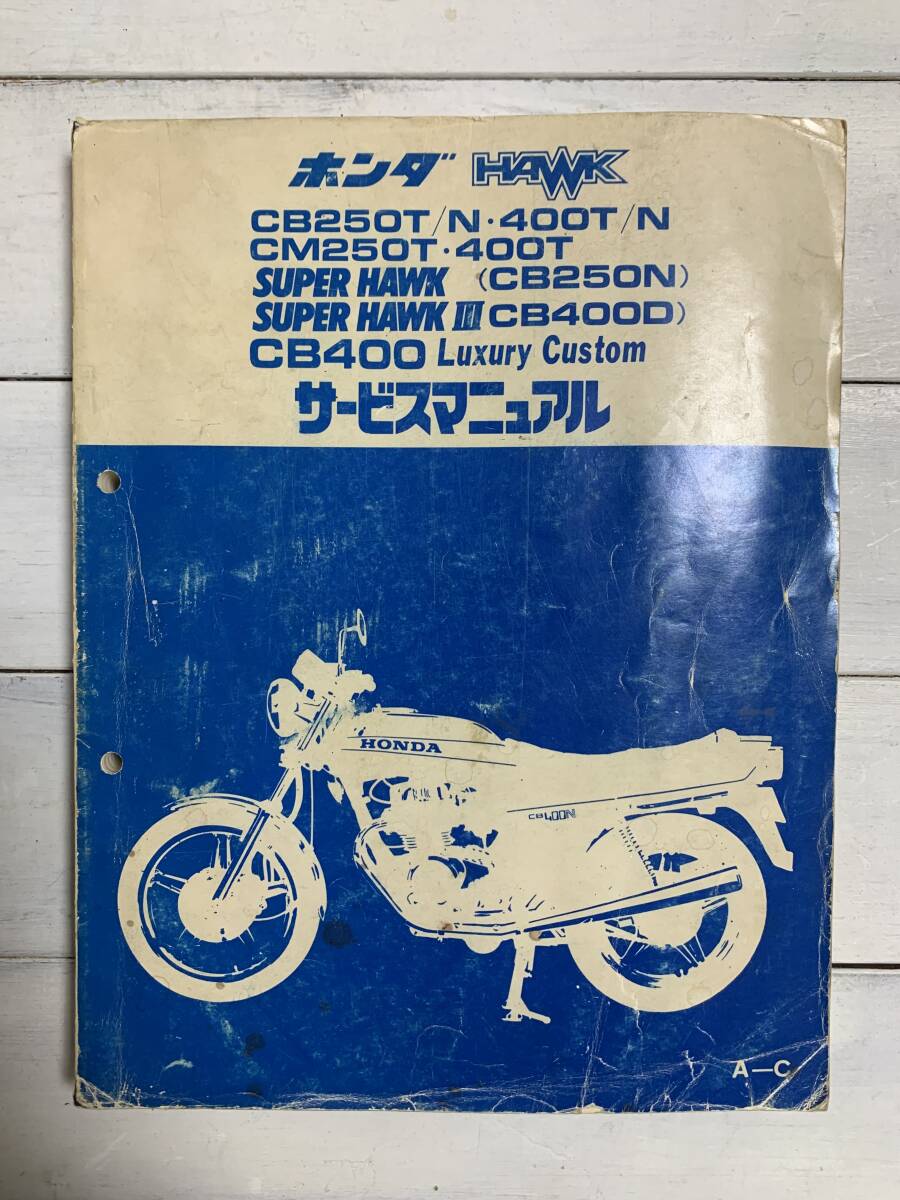 ホンダ HAWK
CB250T/N・400T/N
CM250T・400T
SUPER HAWK (CB250N)
SUPER HAWK III CB400D)
CB400 Luxury Custom
サービスマニュアル
HONDA
CB400N
A—C